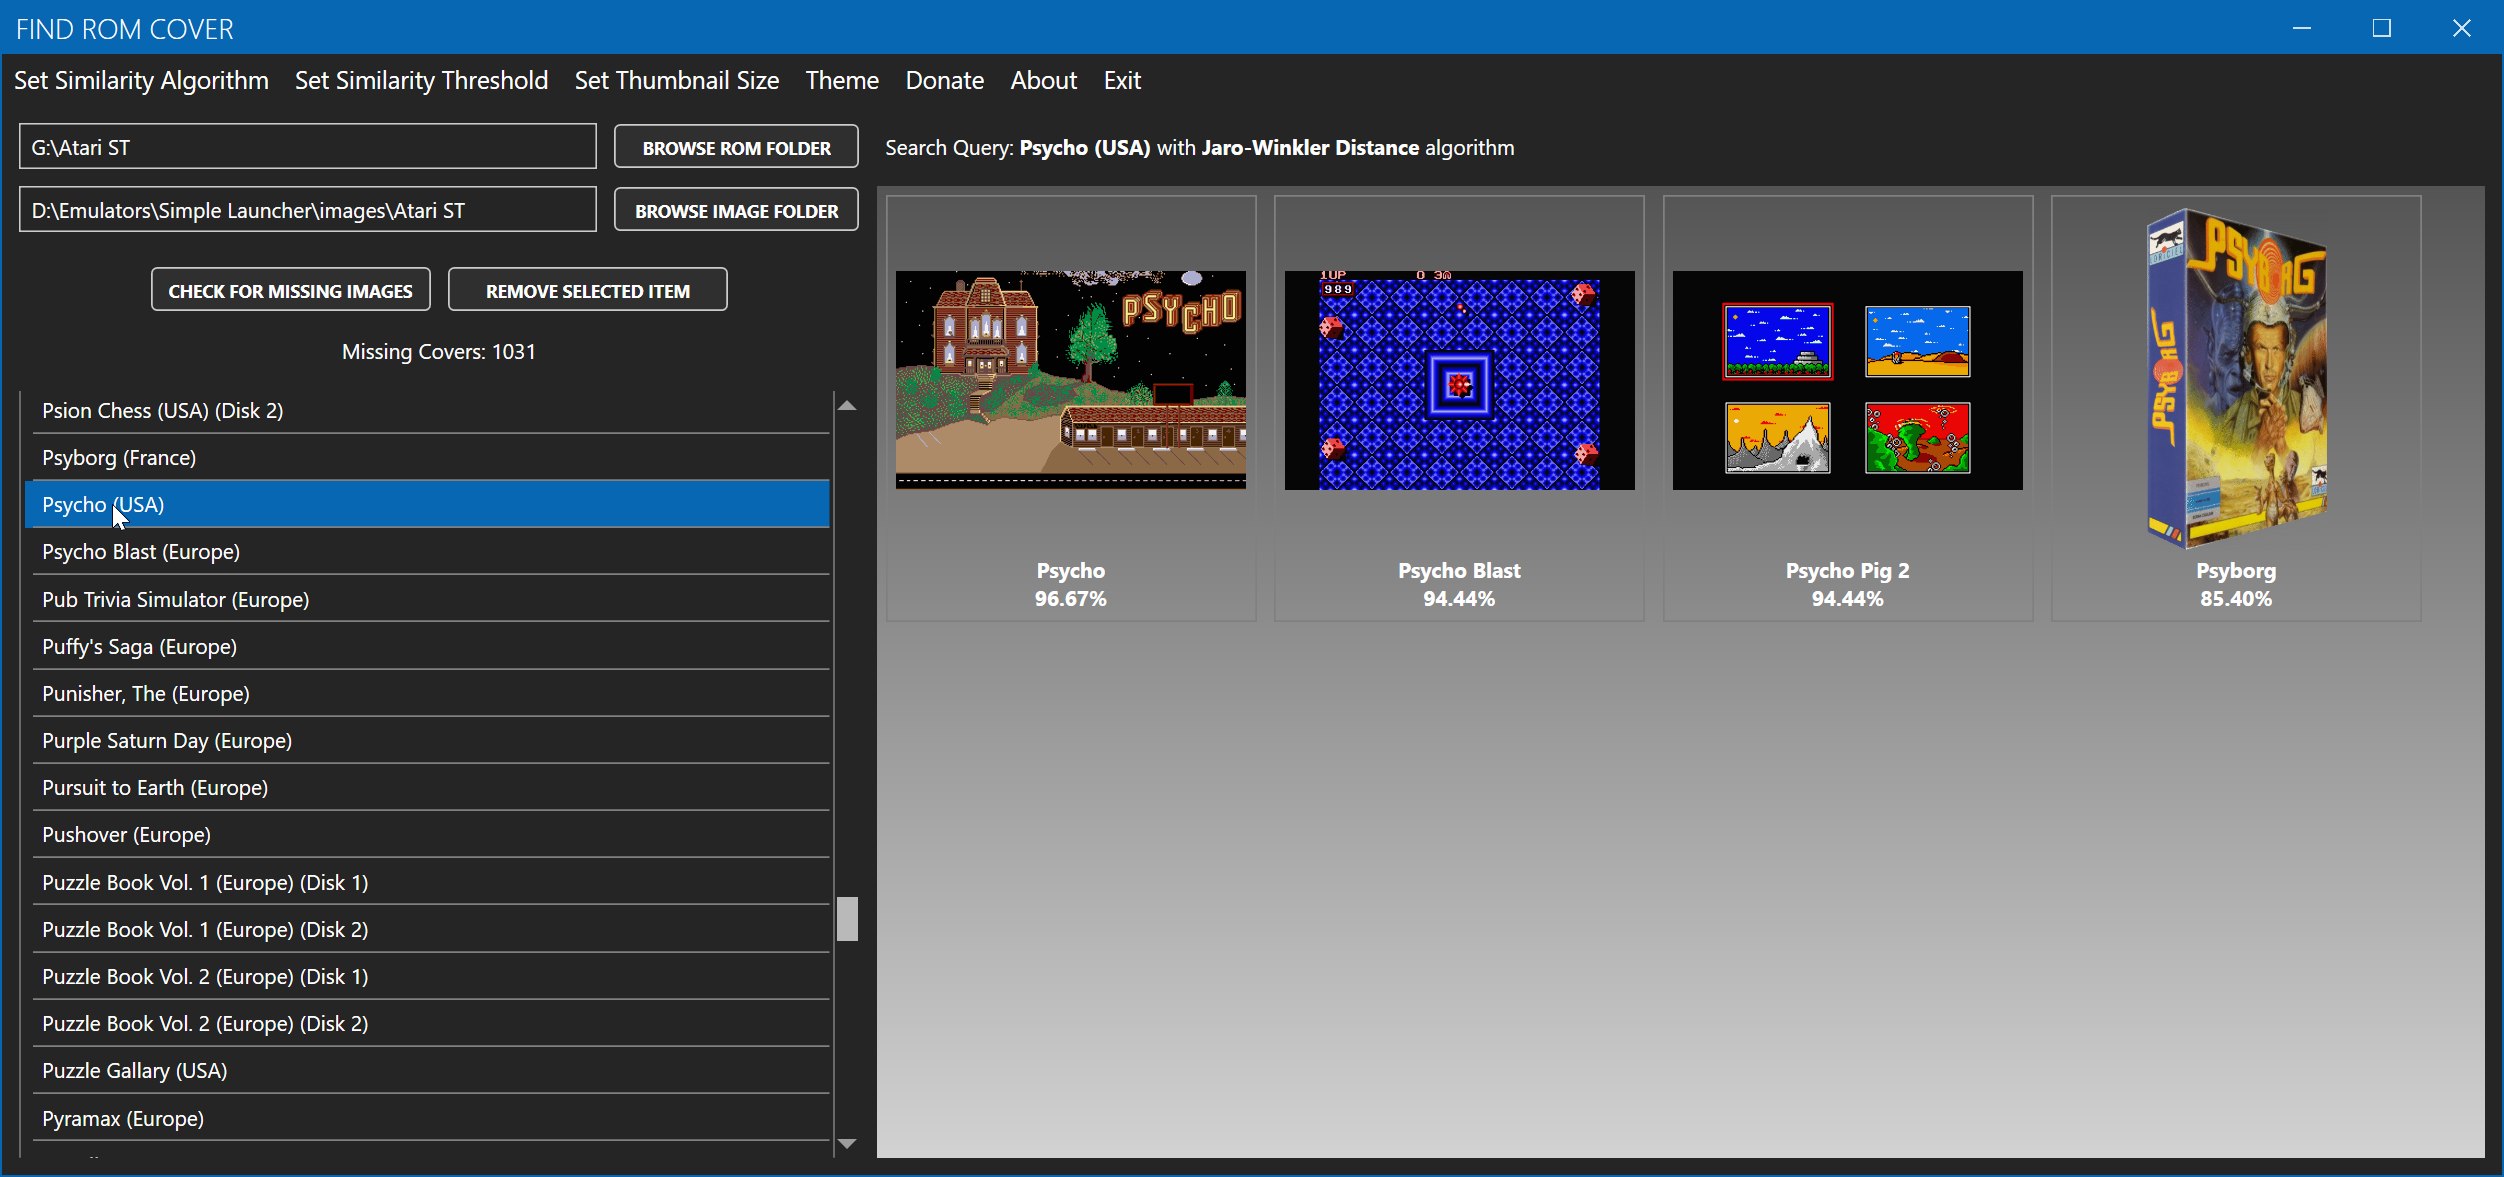 FIND ROM COVER
Set Similarity Algorithm Set Similarity Threshold Set Thumbnail Size Theme Donate About Exit
G:\Atari ST
BROWSE ROM FOLDER
D:\Emulators\Simple Launcher\images\Atari ST
BROWSE IMAGE FOLDER
CHECK FOR MISSING IMAGES
REMOVE SELECTED ITEM
Missing Covers: 1031
Psion Chess (USA) (Disk 2)
Psyborg (France)
Psycho (USA)
Psycho Blast (Europe)
Pub Trivia Simulator (Europe)
Puffy's Saga (Europe)
Punisher, The (Europe)
Purple Saturn Day (Europe)
Pursuit to Earth (Europe)
Pushover (Europe)
Puzzle Book Vol. 1 (Europe) (Disk 1)
Puzzle Book Vol. 1 (Europe) (Disk 2)
Puzzle Book Vol. 2 (Europe) (Disk 1)
Puzzle Book Vol. 2 (Europe) (Disk 2)
Puzzle Gallary (USA)
Pyramax (Europe)
Search Query: Psycho (USA) with Jaro-Winkler Distance algorithm
PSYCHO
Psycho
96.67%
1UP
989
Psycho Blast
94.44%
Psycho Pig 2
94.44%
PSYBORG
PSYBORG
Psyborg
85.40%